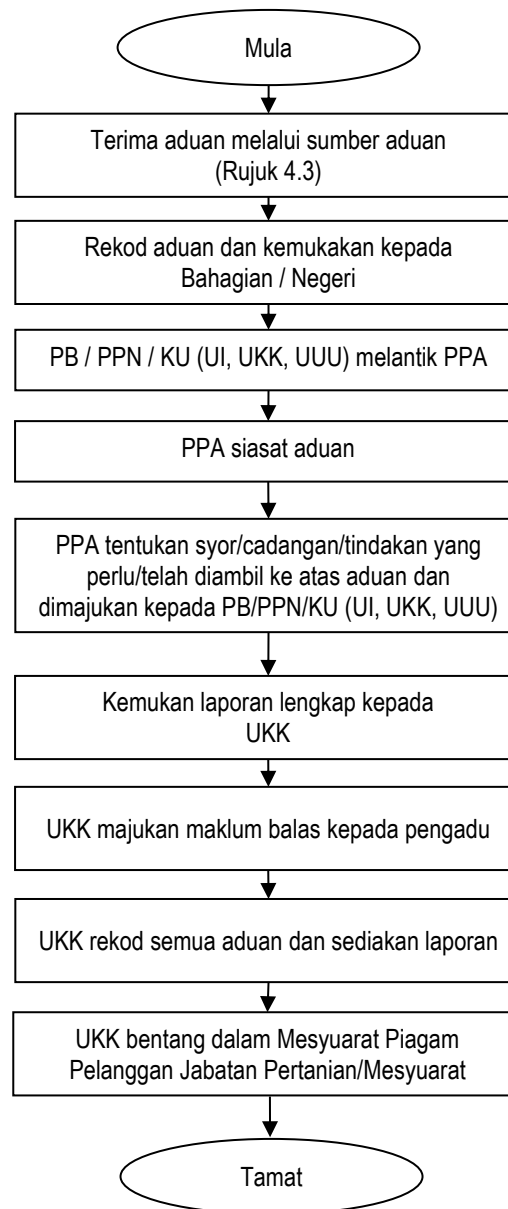 Mula
Terima aduan melalui sumber aduan
(Rujuk 4.3)
Rekod aduan dan kemukakan kepada
Bahagian / Negeri
PB / PPN / KU (UI, UKK, UUU) melantik PPA
PPA siasat aduan
PPA tentukan syor/cadangan/tindakan yang
perlu/telah diambil ke atas aduan dan
dimajukan kepada PB/PPN/KU (UI, UKK, UUU)
Kemukan laporan lengkap kepada
UKK
UKK majukan maklum balas kepada pengadu
UKK rekod semua aduan dan sediakan laporan
UKK bentang dalam Mesyuarat Piagam
Pelanggan Jabatan Pertanian/Mesyuarat
Tamat